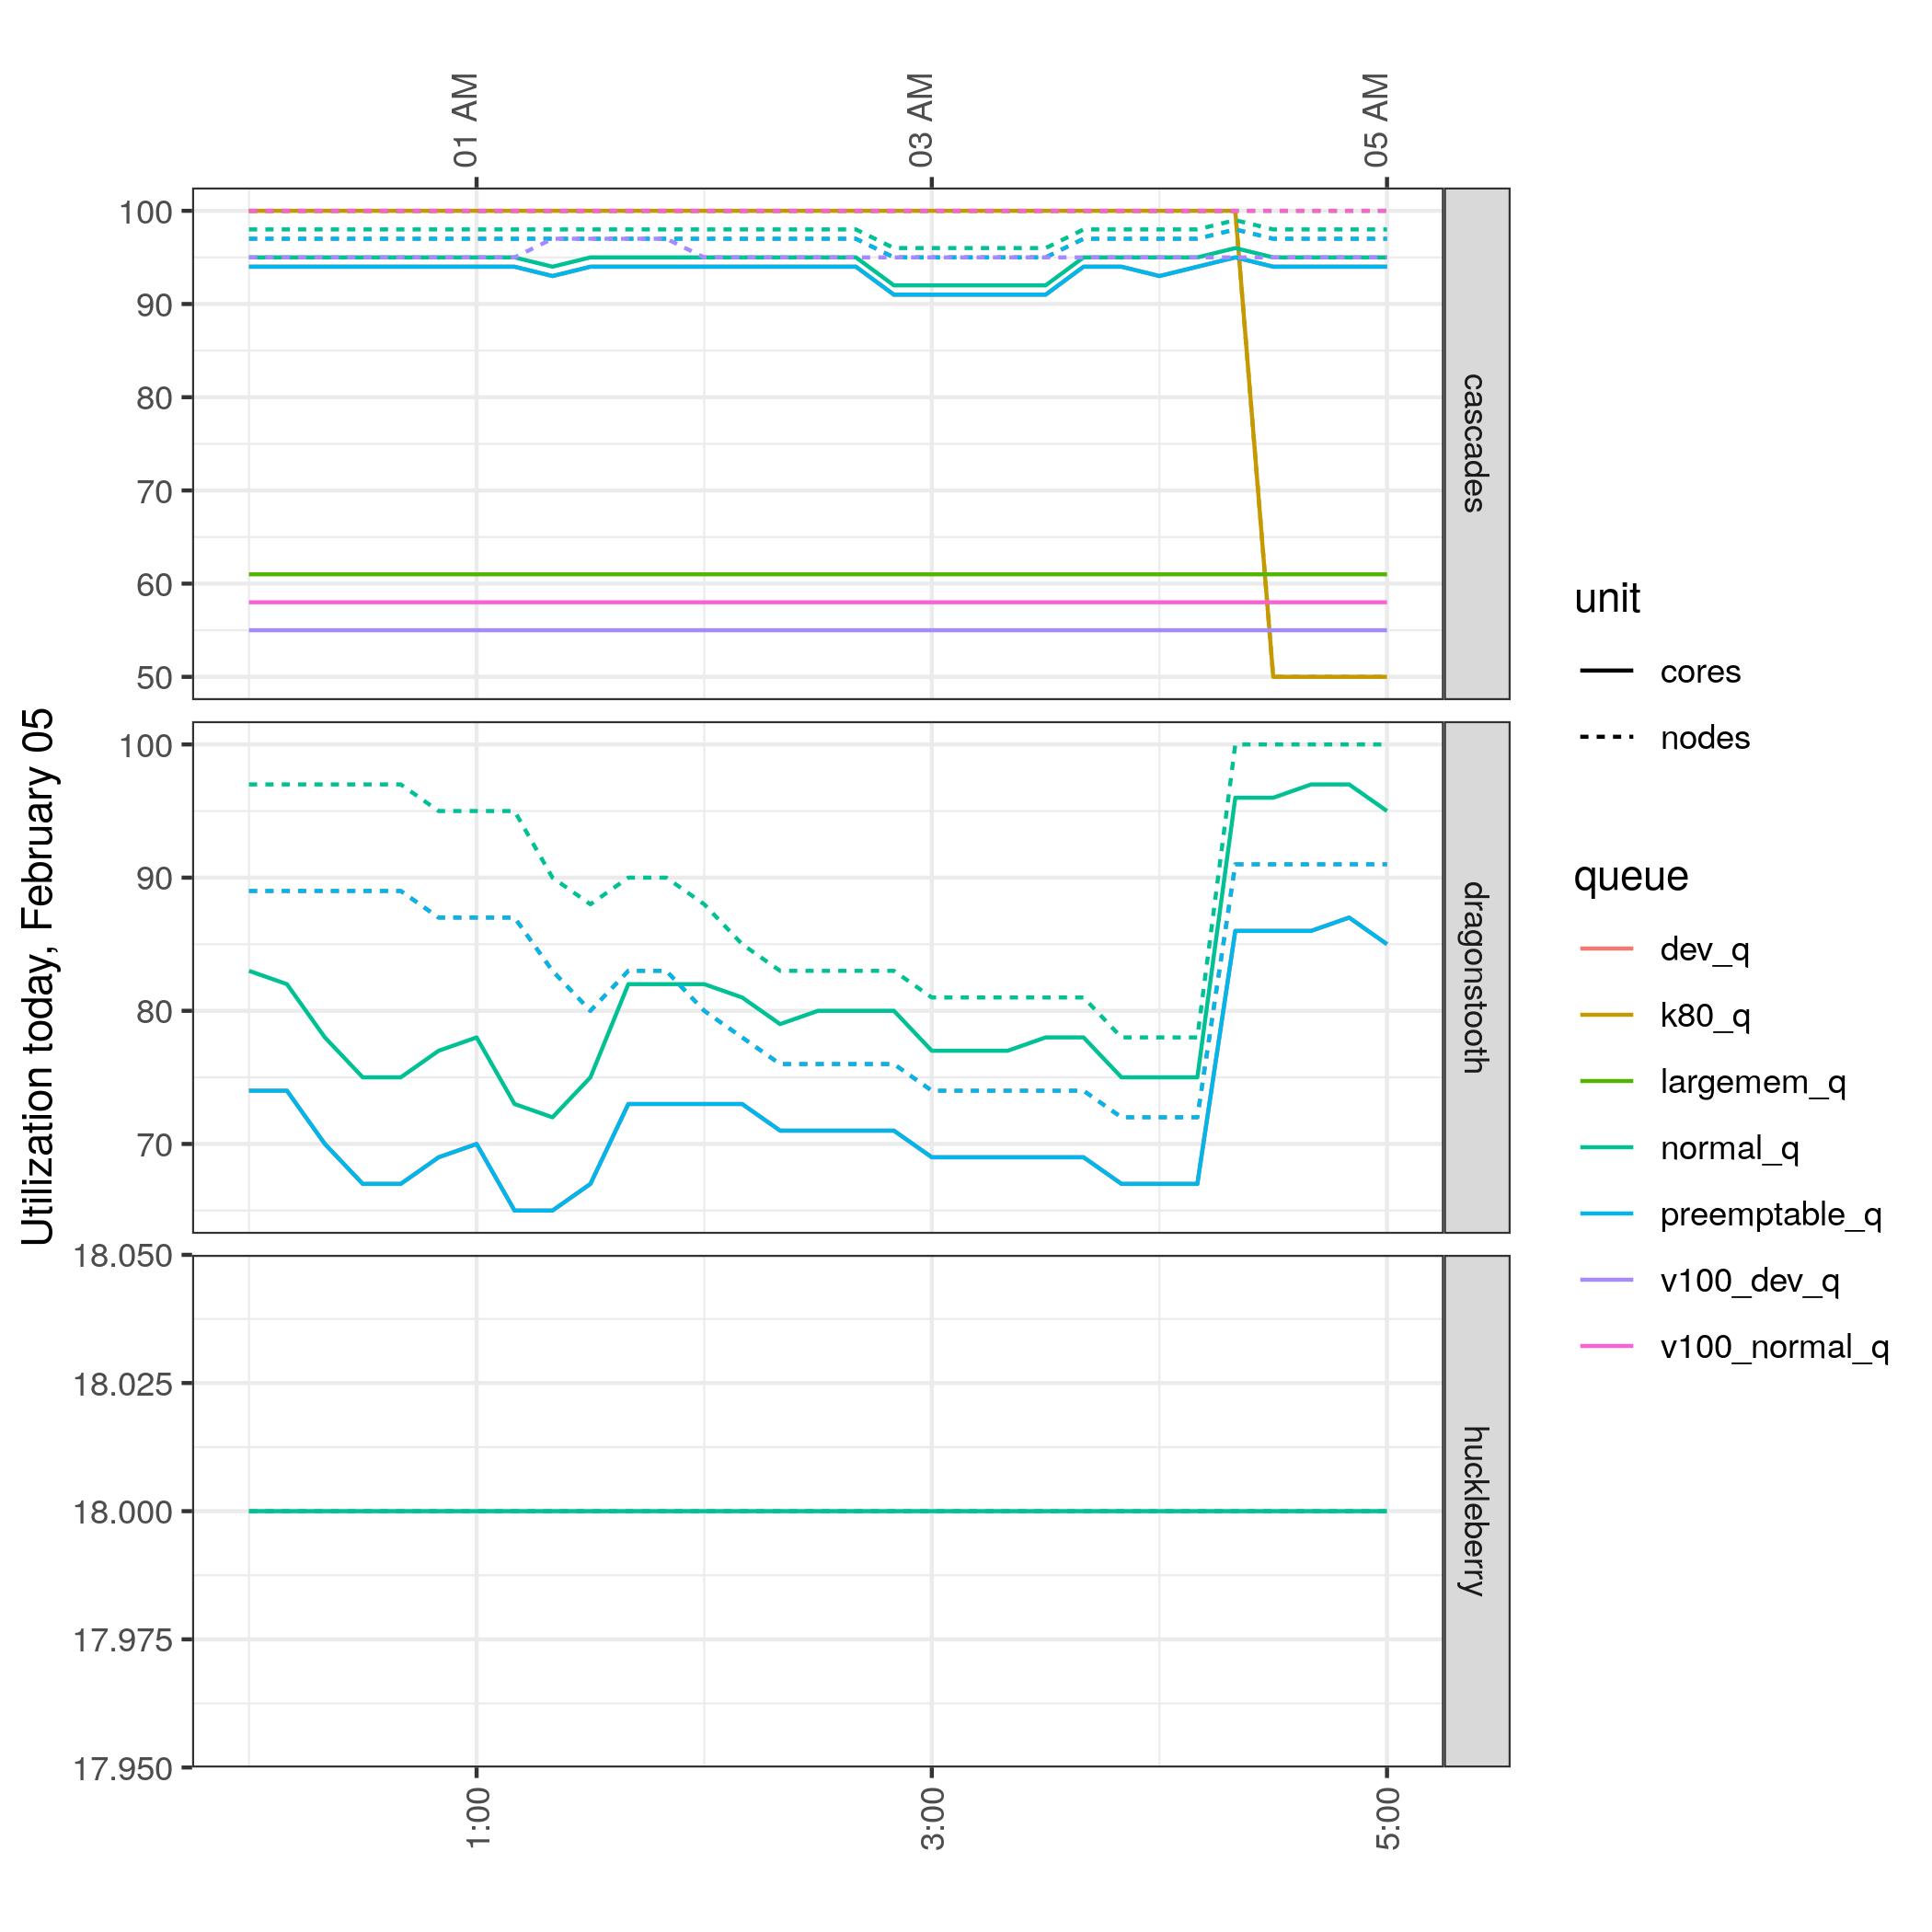 01 AM
03 AM
05 AM
Utilization today, February 05
100
90
80
70
60
50
cascades
100
90
80
70
dragonstooth
18.050
18.025
18.000
17.975
17.950
huckleberry
1:00
3:00
5:00
unit
cores
nodes
queue
dev_q
k80_q
largemem_q
normal_q
preemptable_q
v100_dev_q
v100_normal_q